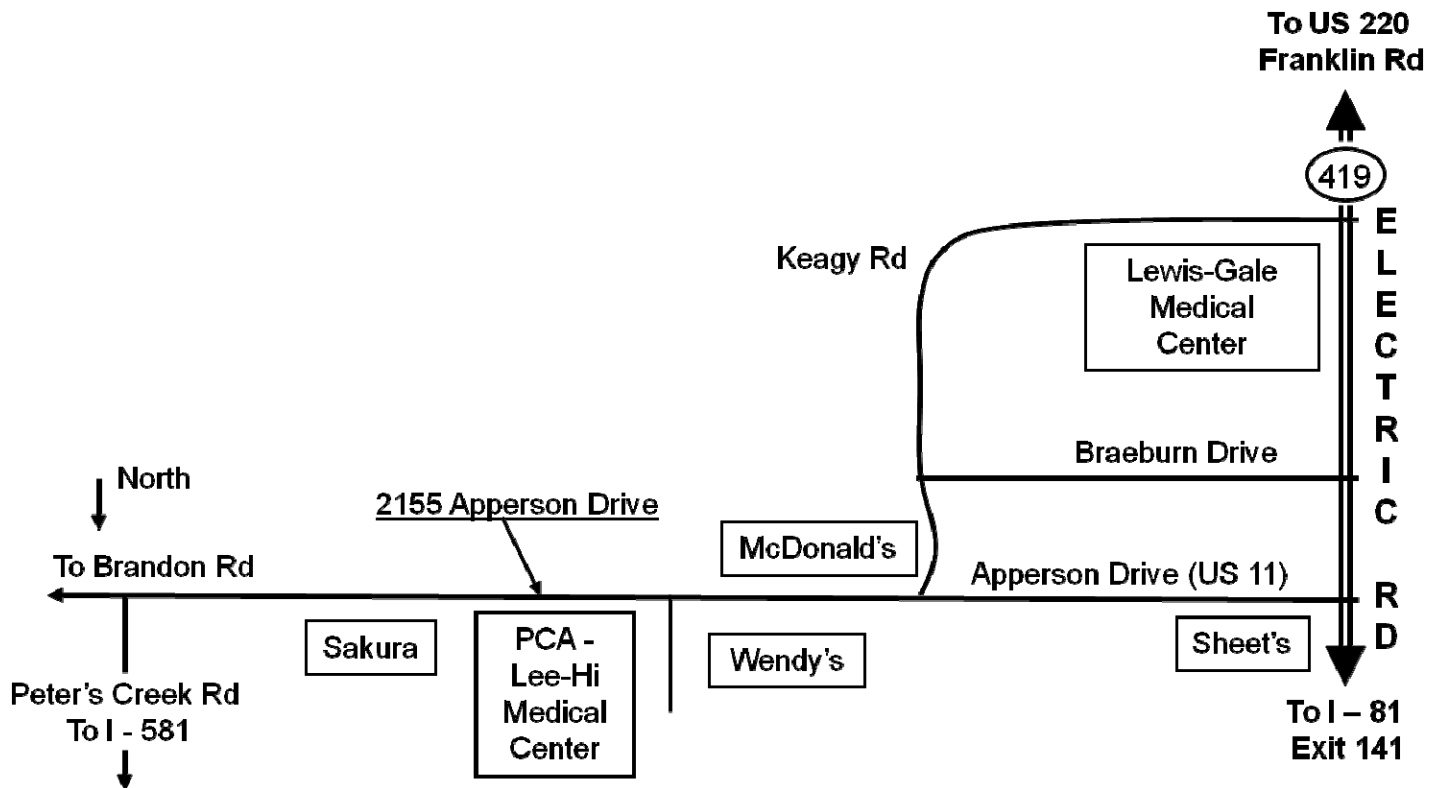 To US 220
Franklin Rd
419
ELECTRIC RD
Keagy Rd
Lewis-Gale
Medical
Center
Braeburn Drive
North
2155 Apperson Drive
McDonald's
To Brandon Rd
Apperson Drive (US 11)
Sakura
PCA -
Lee-Hi
Medical
Center
Wendy's
Sheet's
Peter's Creek Rd
To I - 581
To I – 81
Exit 141